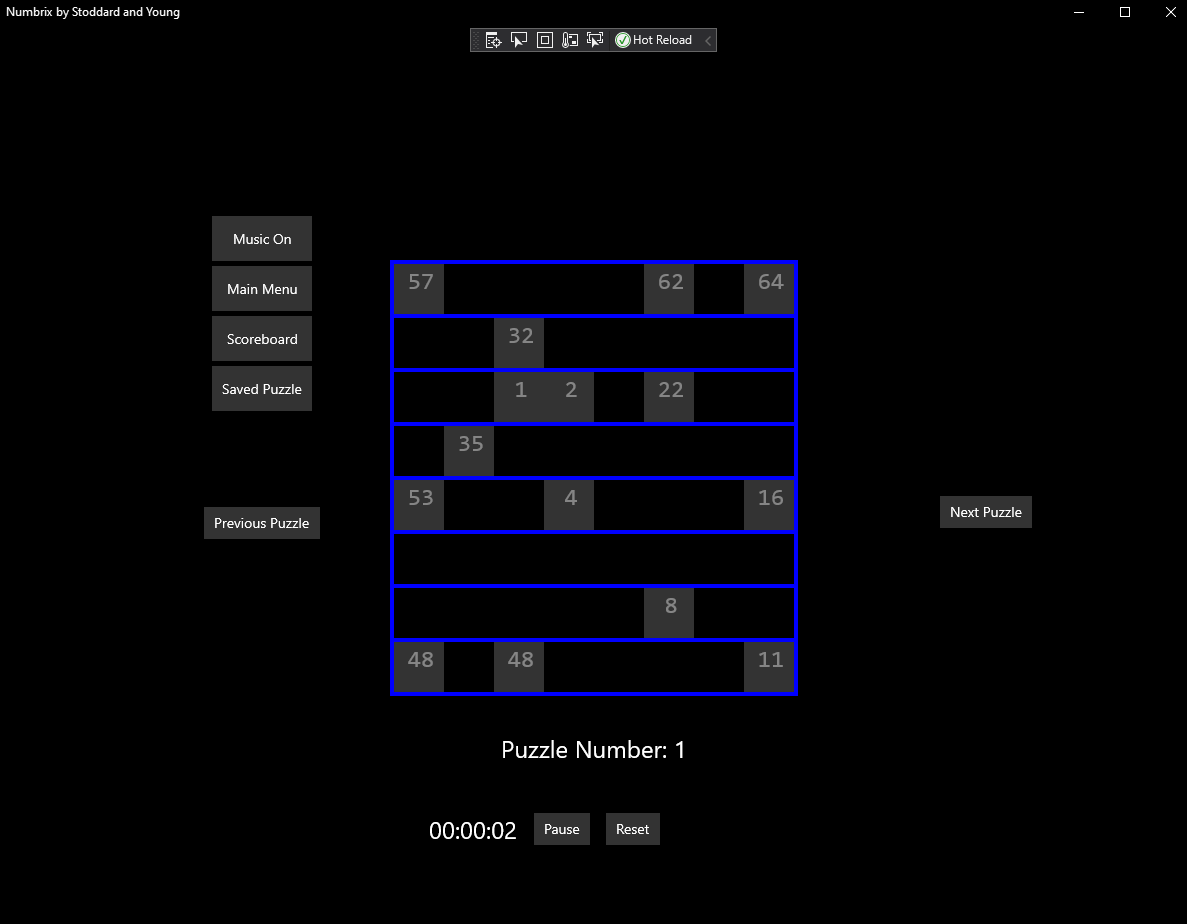 Numbrix by Stoddard and Young
Hot Reload
Music On
Main Menu
Scoreboard
Saved Puzzle
57 62 64
32
1 2 22
35
53 4 16
8
48 48 11
Previous Puzzle
Next Puzzle
Puzzle Number: 1
00:00:02 Pause Reset